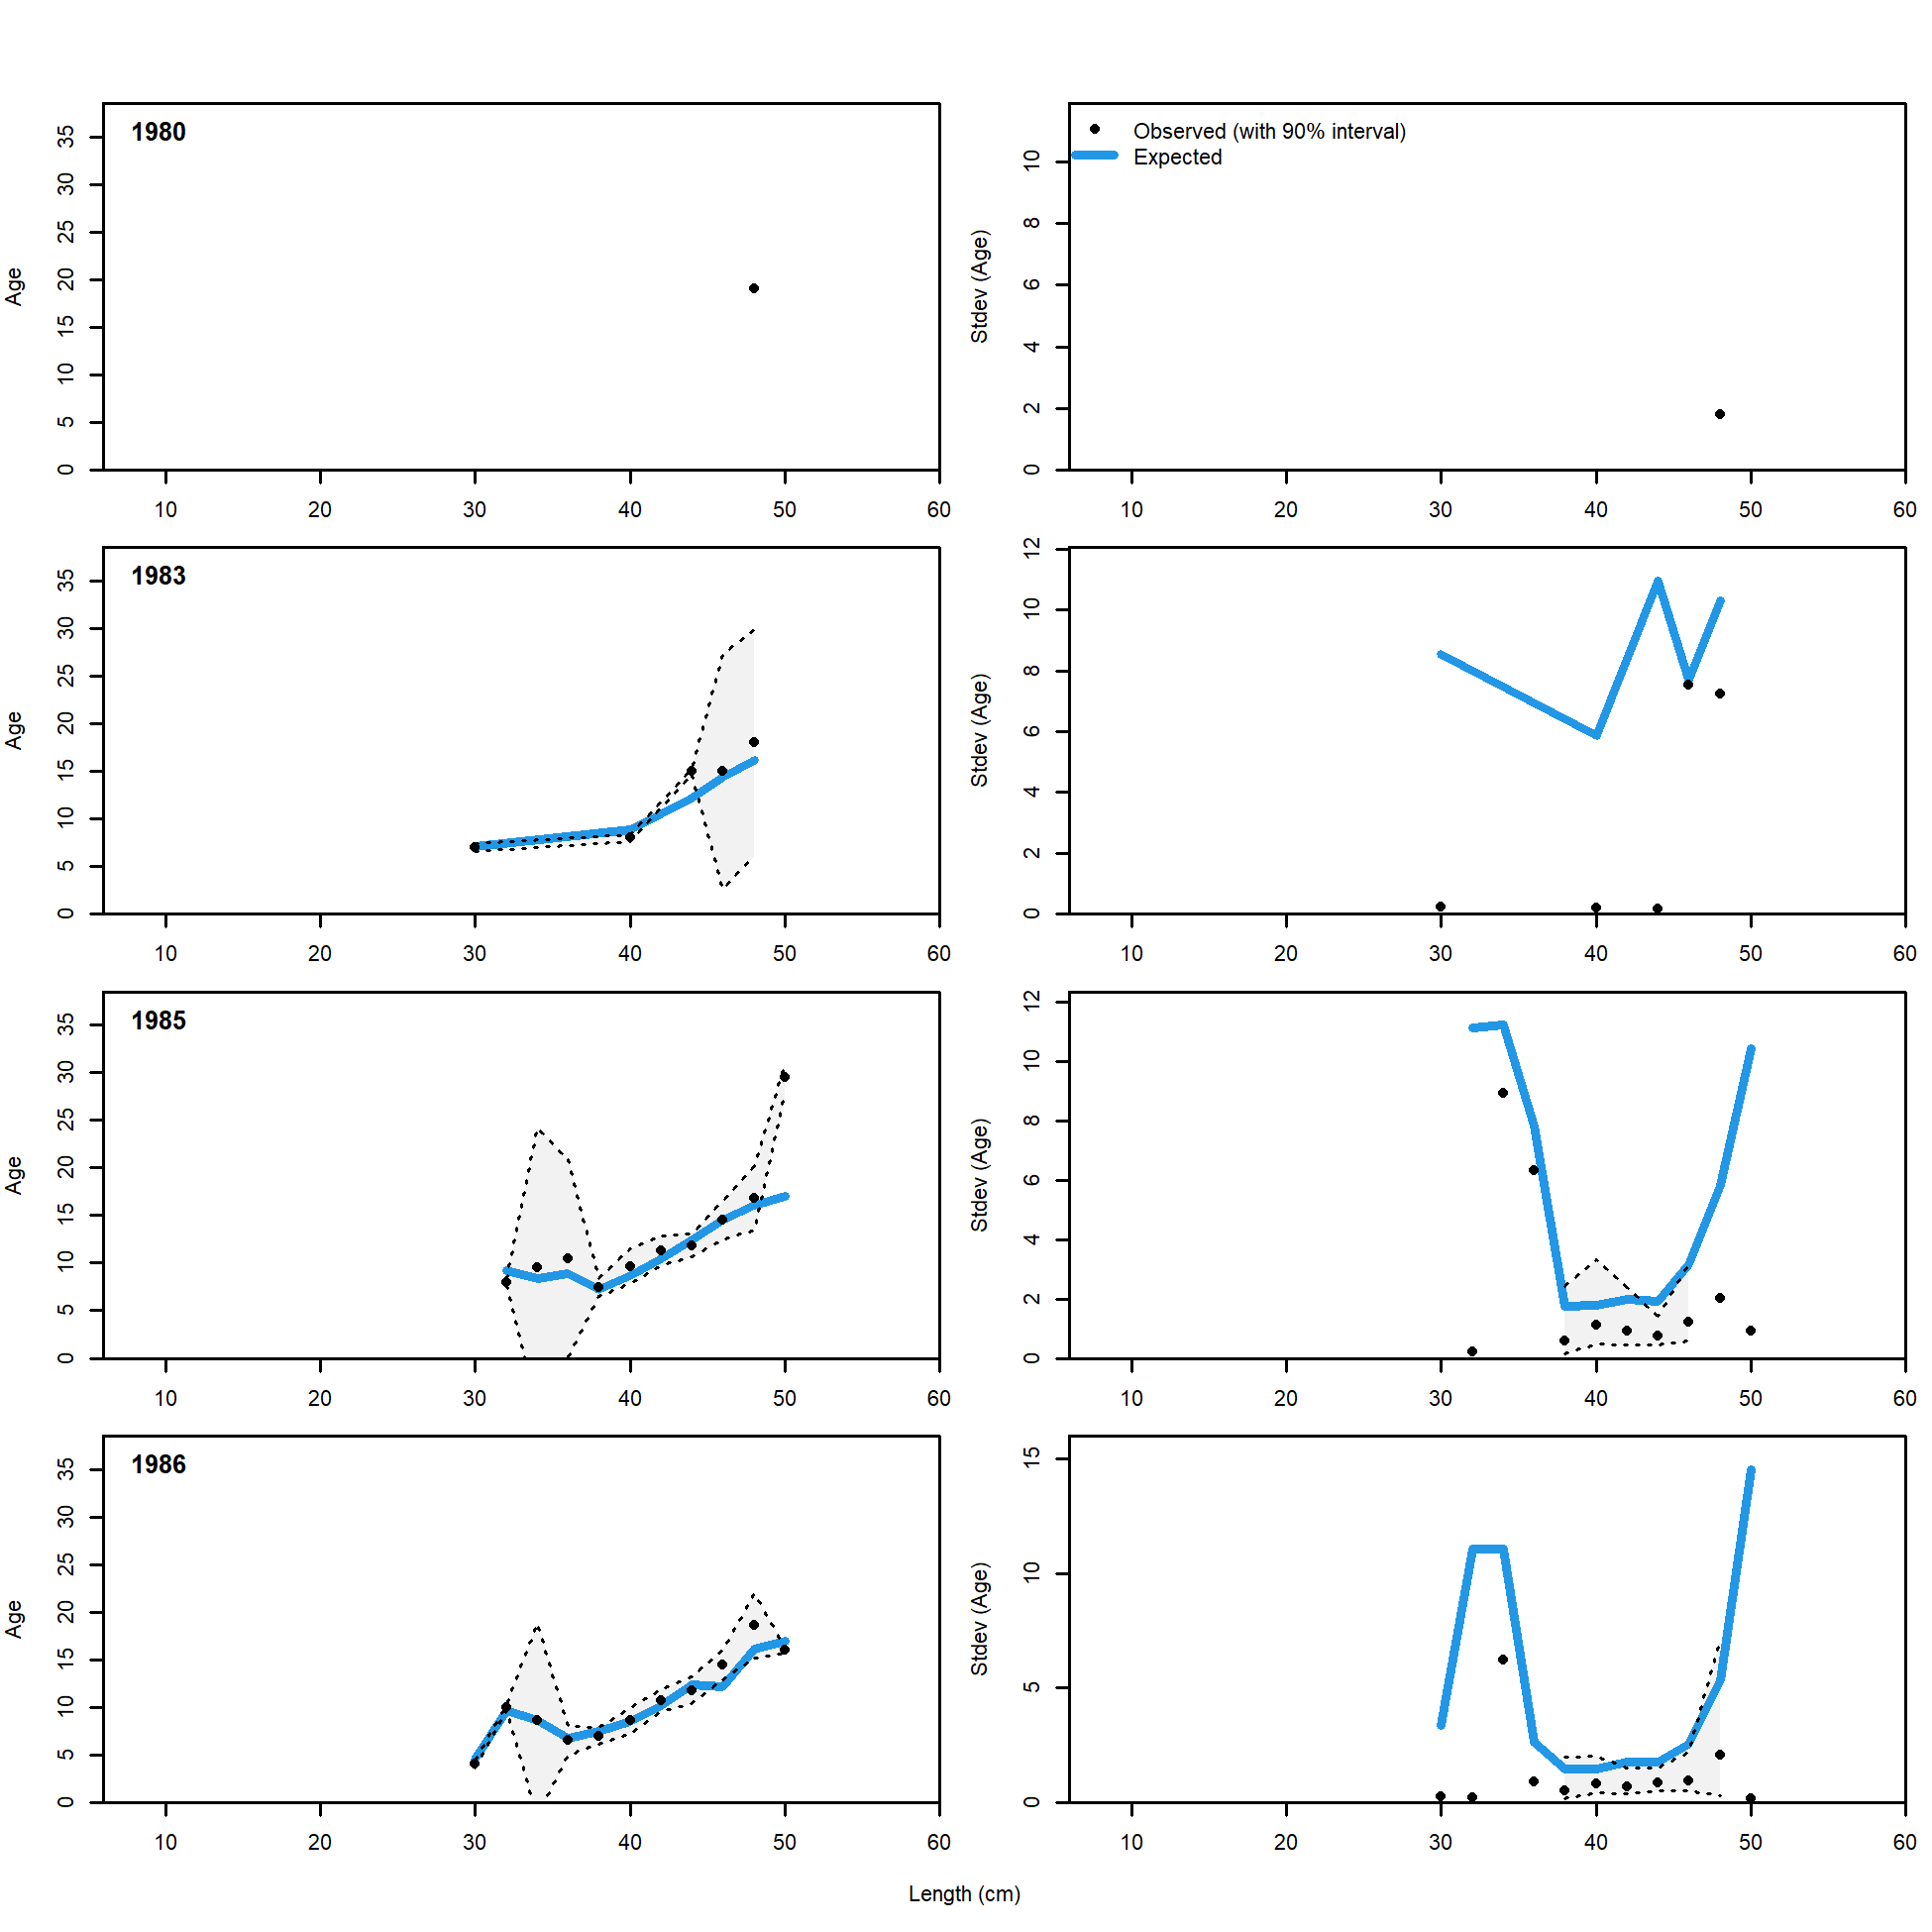 1980
Age
0 5 10 15 20 25 30 35
10 20 30 40 50 60
Observed (with 90% interval)
Expected
Stdev (Age)
0 2 4 6 8 10
10 20 30 40 50 60
1983
Age
0 5 10 15 20 25 30 35
10 20 30 40 50 60
Stdev (Age)
0 2 4 6 8 10 12
10 20 30 40 50 60
1985
Age
0 5 10 15 20 25 30 35
10 20 30 40 50 60
Stdev (Age)
0 2 4 6 8 10 12
10 20 30 40 50 60
1986
Age
0 5 10 15 20 25 30 35
10 20 30 40 50 60
Stdev (Age)
0 5 10 15
10 20 30 40 50 60
Length (cm)